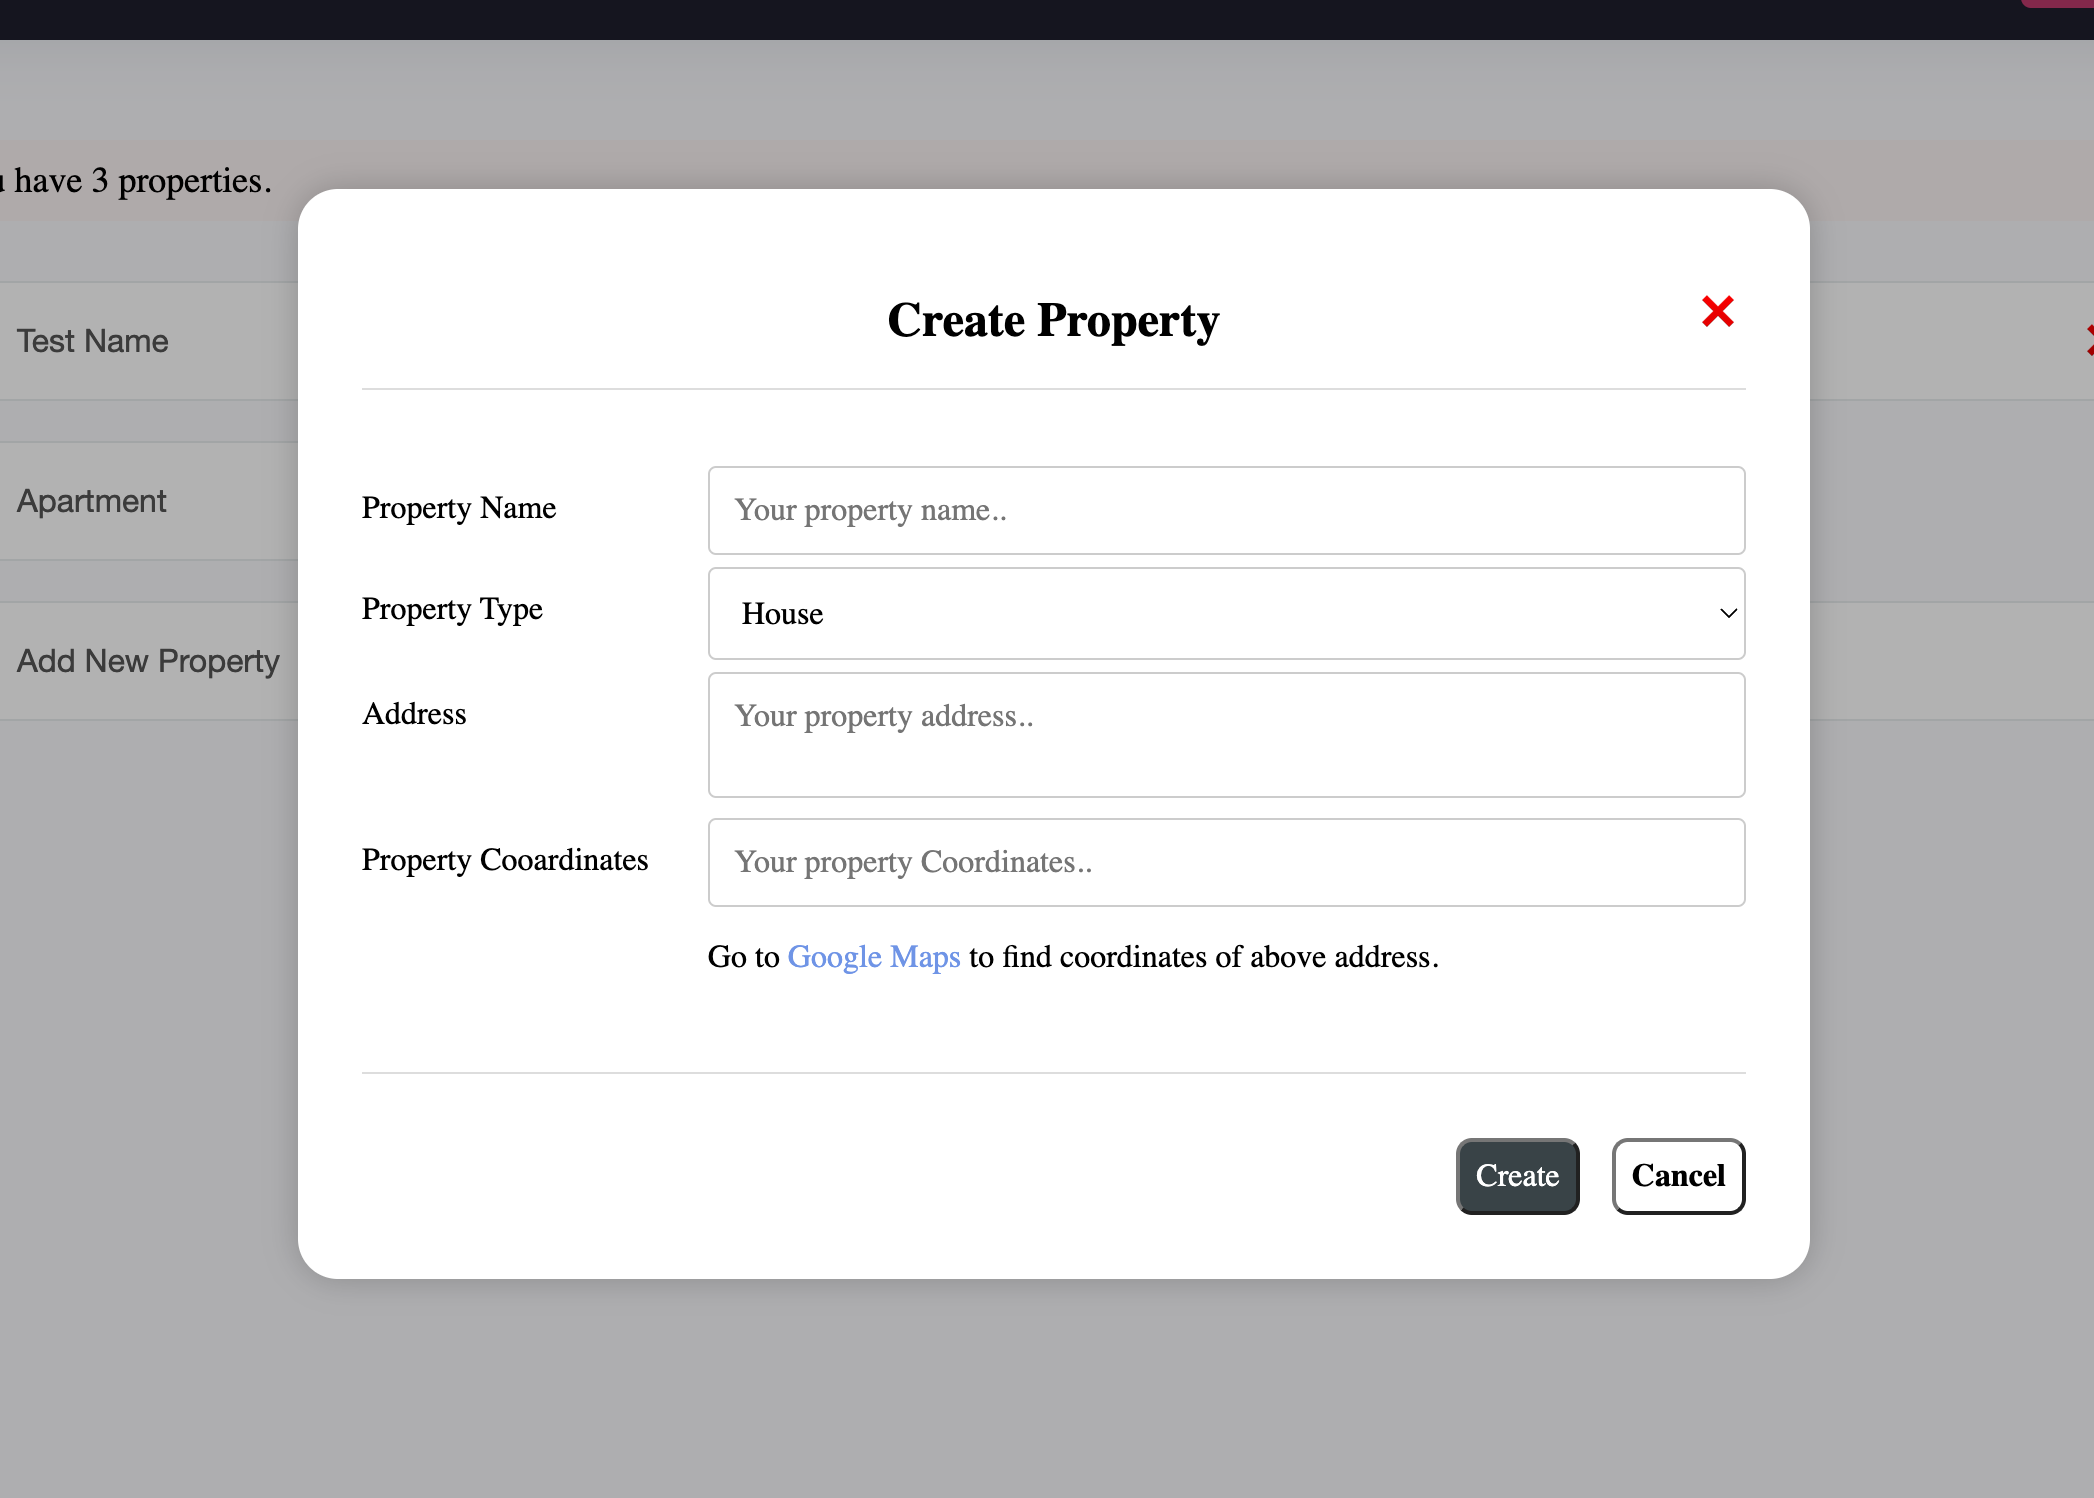 have 3 properties.
Create Property
Test Name
Property Name
Your property name..
Apartment
Property Type
House
Add New Property
Address
Your property address..
Property Cooardinates
Your property Coordinates..
Go to Google Maps to find coordinates of above address.
Create
Cancel